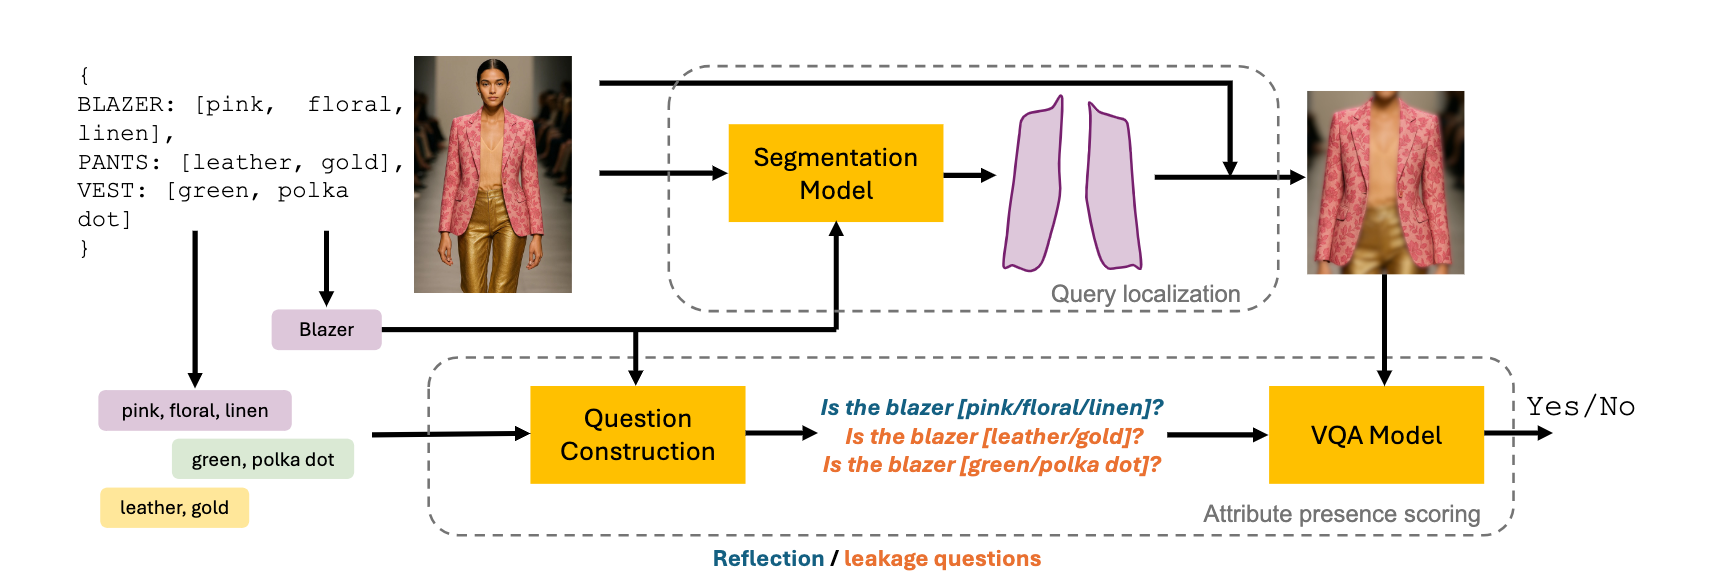 {
BLAZER: [pink, floral,
linen],
PANTS: [leather, gold],
VEST: [green, polka
dot]
}
Segmentation
Model
Query localization
Blazer
pink, floral, linen
green, polka dot
leather, gold
Question
Construction
Is the blazer [pink/floral/linen]?
Is the blazer [leather/gold]?
Is the blazer [green/polka dot]?
VQA Model
Yes/No
Attribute presence scoring
Reflection / leakage questions